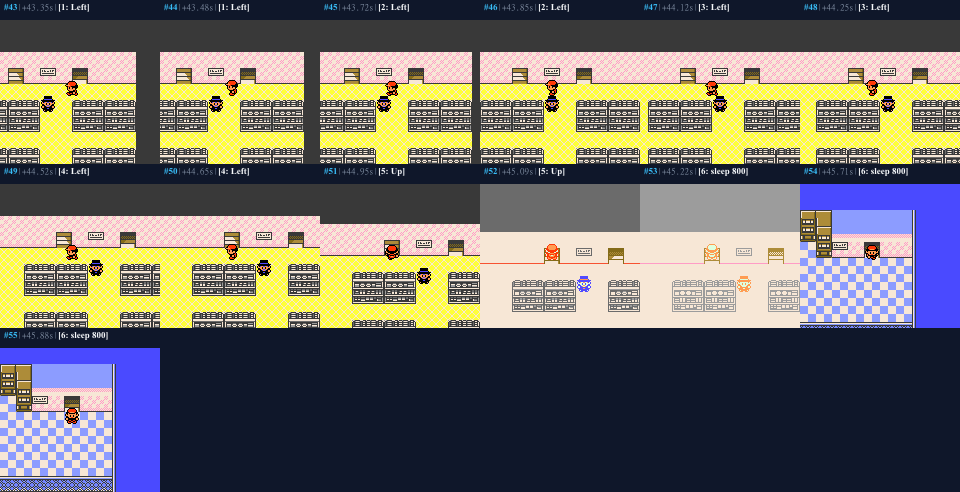 #43|+43.35s|[1: Left]
#44|+43.48s|[1: Left]
#45|+43.72s|[2: Left]
#46|+43.85s|[2: Left]
#47|+44.12s|[3: Left]
#48|+44.25s|[3: Left]
#49|+44.52s|[4: Left]
#50|+44.65s|[4: Left]
#51|+44.95s|[5: Up]
#52|+45.09s|[5: Up]
#53|+45.22s|[6: sleep 800]
#54|+45.71s|[6: sleep 800]
#55|+45.88s|[6: sleep 800]